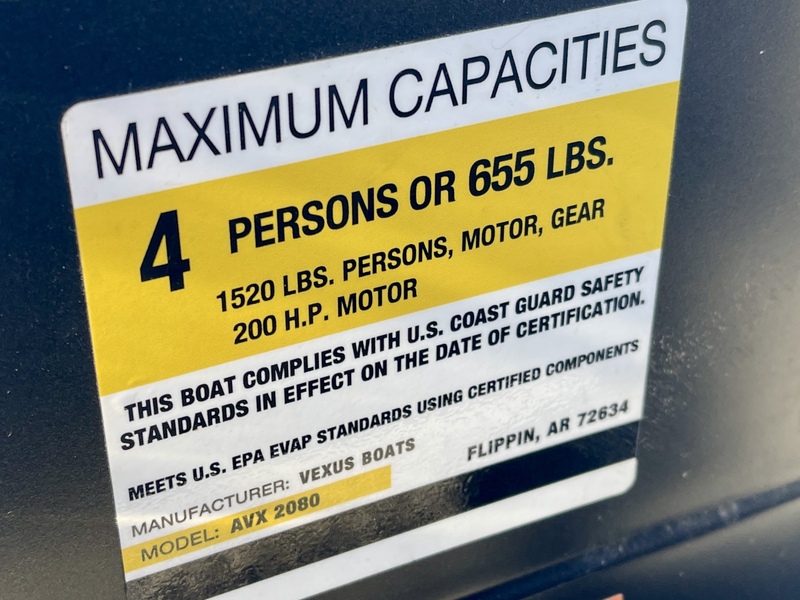 MAXIMUM CAPACITIES
4 PERSONS OR 655 LBS.
1520 LBS. PERSONS, MOTOR, GEAR
200 H.P. MOTOR
THIS BOAT COMPLIES WITH U.S. COAST GUARD SAFETY
STANDARDS IN EFFECT ON THE DATE OF CERTIFICATION.
MEETS U.S. EPA EVAP STANDARDS USING CERTIFIED COMPONENTS
MANUFACTURER: VEXUS BOATS FLIPPIN, AR 72634
MODEL: AVX 2080